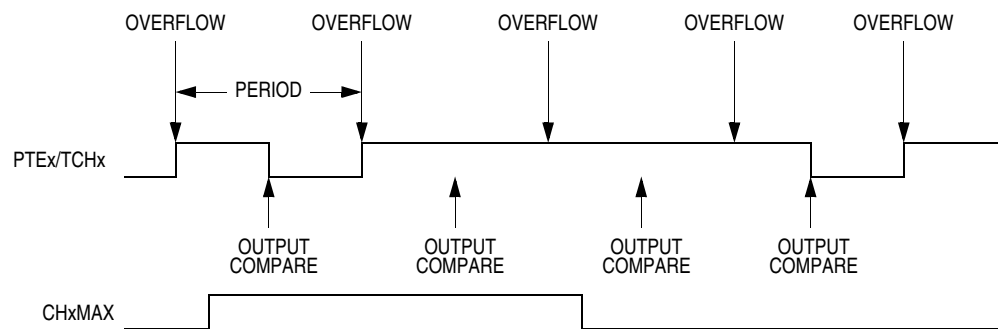 OVERFLOW OVERFLOW OVERFLOW OVERFLOW OVERFLOW
PERIOD
PTEx/TCHx
OUTPUT COMPARE
OUTPUT COMPARE
OUTPUT COMPARE
OUTPUT COMPARE
CHxMAX